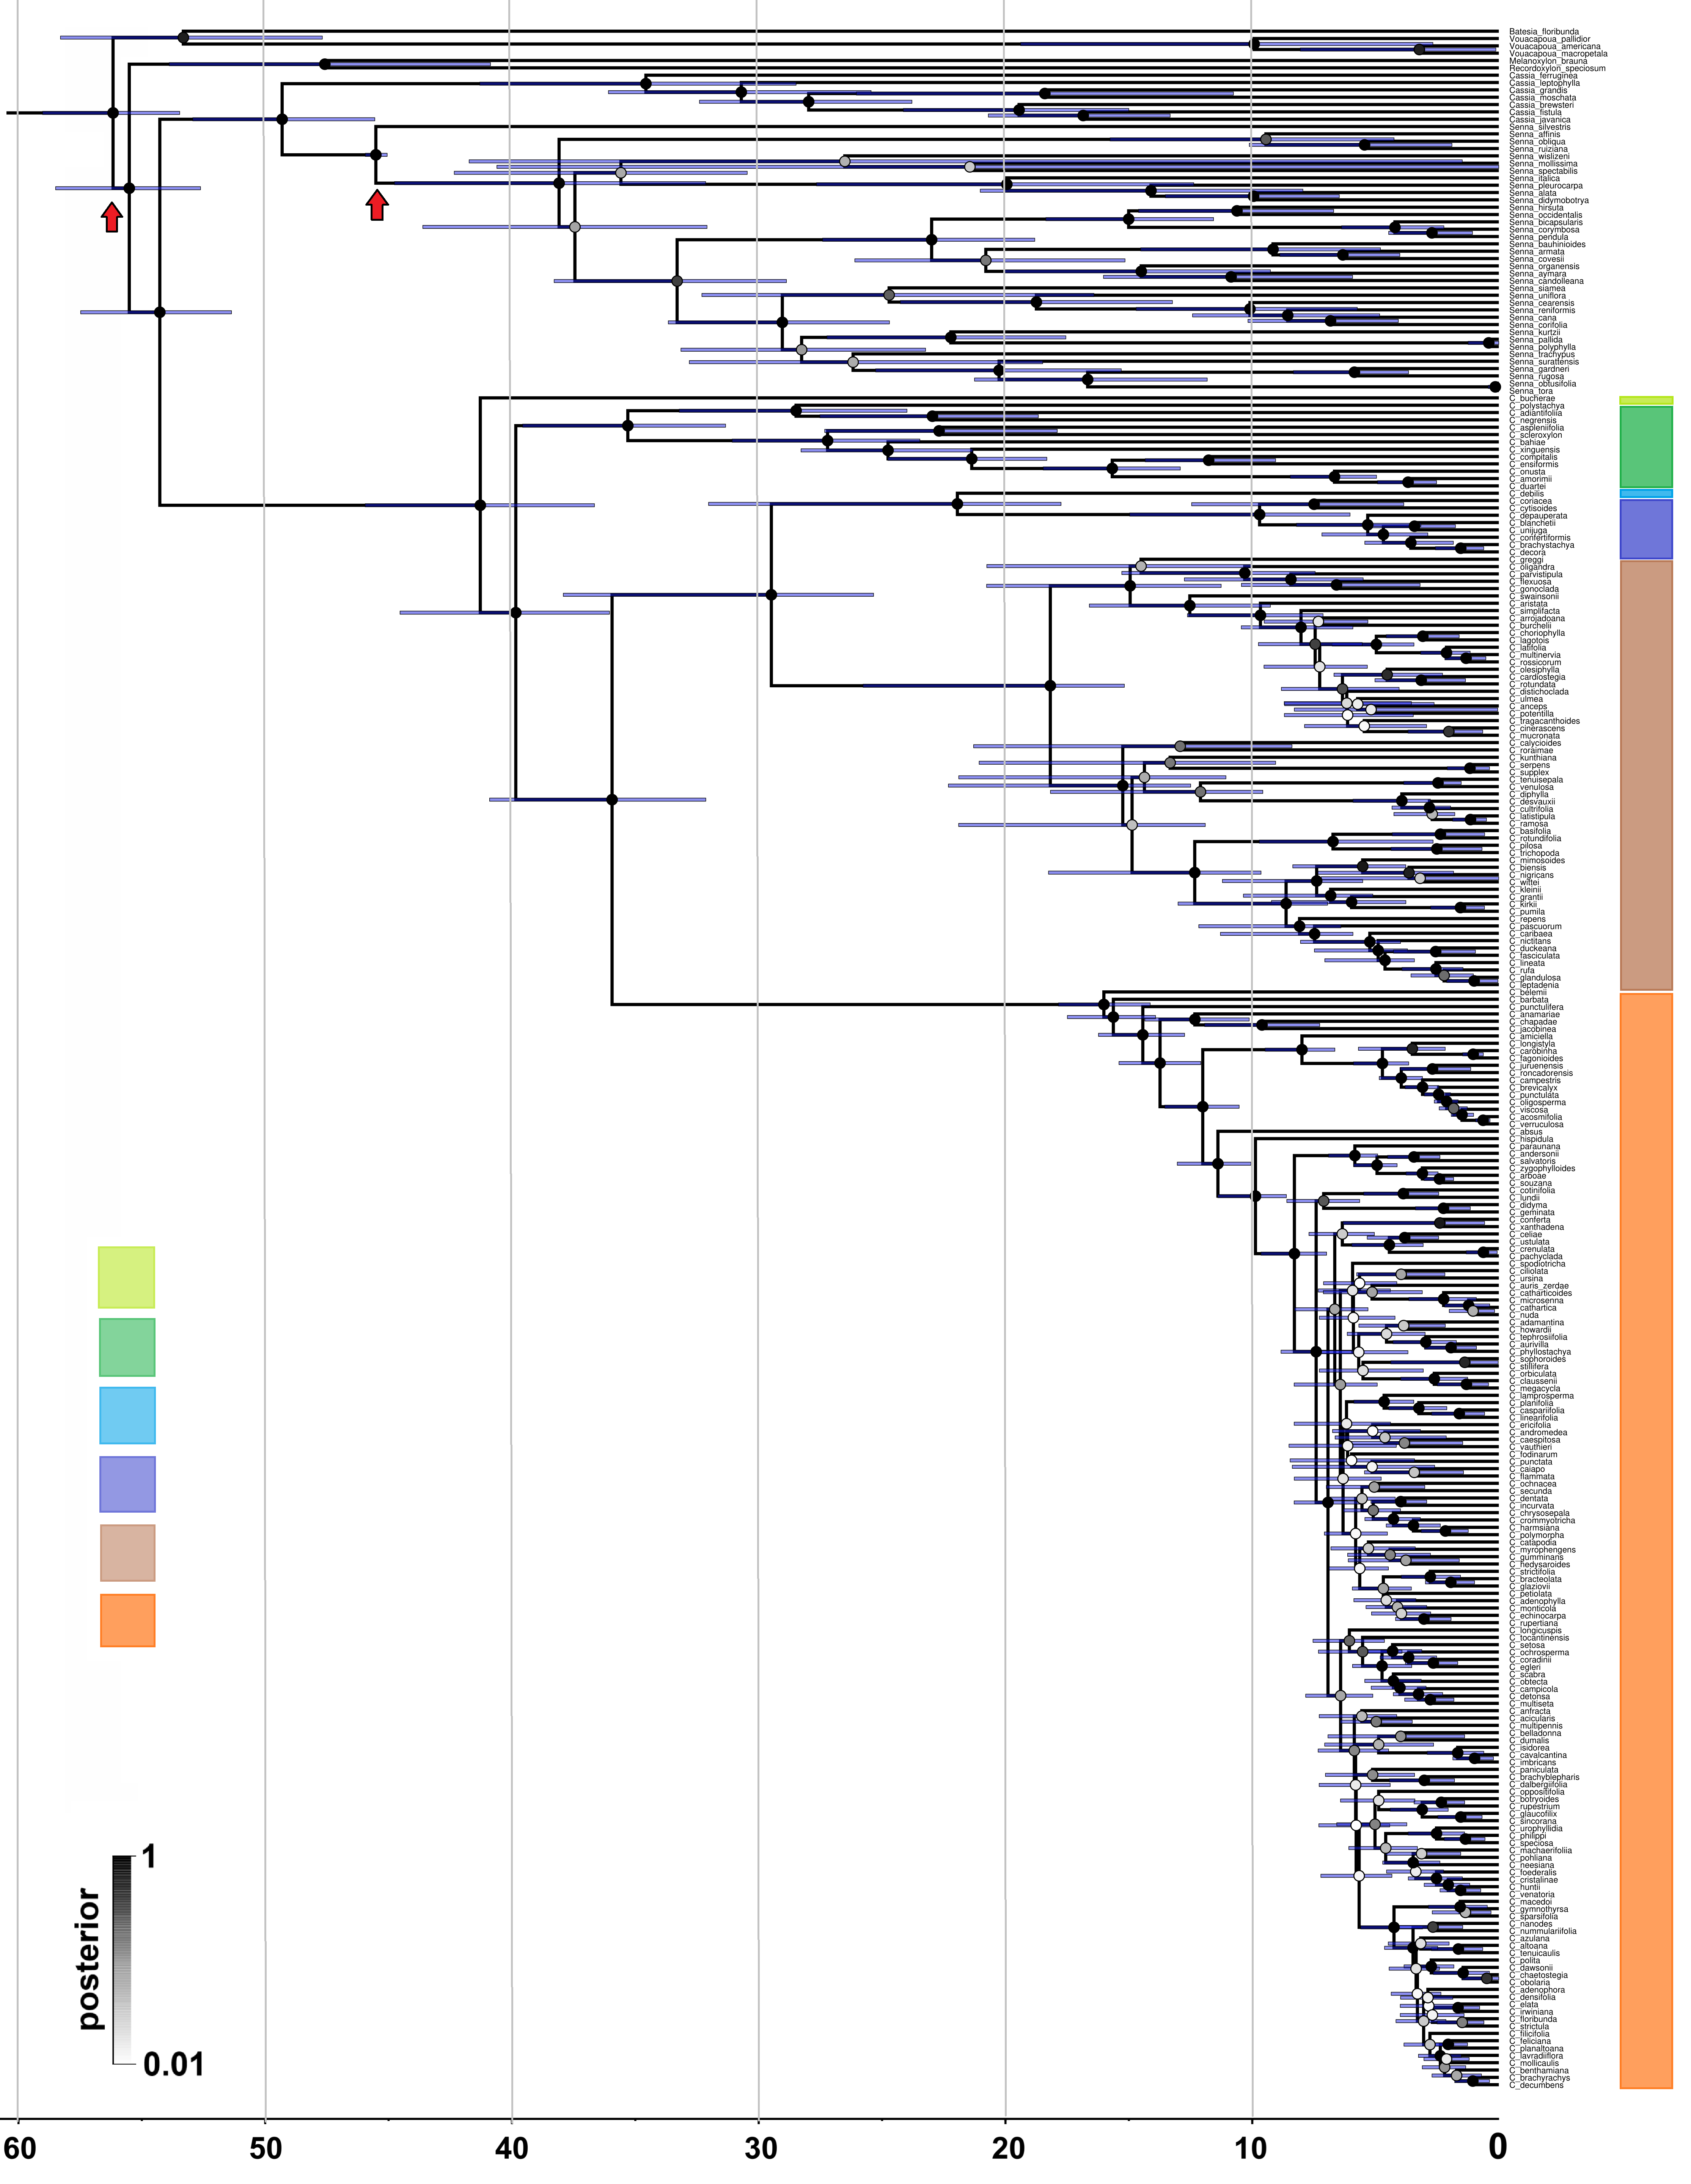 Batesia_floribunda
Vouacapoua_pallidior
Vouacapoua_americana
Vouacapoua_macropetala
Melanoxylon_brauna
Recordoxylon_speciosum
Cassia_ferruginea
Cassia_leptophylla
Cassia_grandis
Cassia_moschata
Cassia_brewsteri
Cassia_fistula
Cassia_javanica
Senna_silvestris
Senna_affinis
Senna_obliqua
Senna_ruiziana
Senna_wislizeni
Senna_mollissima
Senna_spectabilis
Senna_italica
Senna_pleurocarpa
Senna_alata
Senna_didymobotrya
Senna_hirsuta
Senna_occidentalis
Senna_bicapsularis
Senna_corymbosa
Senna_pendula
Senna_bauhinioides
Senna_armata
Senna_covesii
Senna_organensis
Senna_aymara
Senna_candolleana
Senna_siamea
Senna_uniflora
Senna_cearensis
Senna_reniformis
Senna_cana
Senna_corifolia
Senna_kurtzii
Senna_pallida
Senna_polyphylla
Senna_trachypus
Senna_surattensis
Senna_gardneri
Senna_rugosa
Senna_obtusifolia
Senna_tora
C_bucherae
C_polystachya
C_adiantifolia
C_negrensis
C_aspleniifolia
C_scleroxylon
C_bahiae
C_xinguensis
C_compitalis
C_ensiformis
C_onusta
C_amorimii
C_duartei
C_debilis
C_coriacea
C_cytisoides
C_depauperata
C_blanchetii
C_unijuga
C_confertiformis
C_brachystachya
C_decora
C_greggi
C_oligandra
C_parvistipula
C_flexuosa
C_gonoclada
C_swainsonii
C_aristata
C_simplifacta
C_arrojadoana
C_burchelii
C_choriophylla
C_lagotois
C_latifolia
C_multinervia
C_rossicorum
C_olesiphylla
C_cardiostegia
C_rotundata
C_distichoclada
C_ulmea
C_anceps
C_potentilla
C_tragacanthoides
C_cinerascens
C_mucronata
C_calycioides
C_roraimae
C_kunthiana
C_serpens
C_supplex
C_tenuisepala
C_venulosa
C_diphylla
C_desvauxii
C_cultrifolia
C_latistipula
C_ramosa
C_basifolia
C_rotundifolia
C_pilosa
C_trichopoda
C_mimosoides
C_biensis
C_nigricans
C_wittei
C_kleinii
C_grantii
C_kirkii
C_pumila
C_repens
C_pascuorum
C_caribaea
C_nictitans
C_duckeana
C_fasciculata
C_lineata
C_rufa
C_glandulosa
C_leptadenia
C_belemii
C_barbata
C_punctulifera
C_anamariae
C_chapadae
C_jacobinea
C_amiciella
C_longistyla
C_carobinha
C_fagonioides
C_juruenensis
C_roncadorensis
C_campestris
C_brevicalyx
C_punctulata
C_oligosperma
C_viscosa
C_acosmifolia
C_verruculosa
C_absus
C_hispidula
C_paraunana
C_andersonii
C_salvatoris
C_zygophylloides
C_arboae
C_souzana
C_cotinifolia
C_lundii
C_didyma
C_geminata
C_conferta
C_xanthadena
C_celiae
C_ustulata
C_crenulata
C_pachyclada
C_spodiotricha
C_ciliolata
C_ursina
C_auris_zerdae
C_catharticoides
C_microsenna
C_cathartica
C_nuda
C_adamantina
C_howardii
C_tephrosiifolia
C_aurivilla
C_phyllostachya
C_sophoroides
C_stillifera
C_orbiculata
C_claussenii
C_megacycla
C_lamprosperma
C_planifolia
C_caspariifolia
C_linearifolia
C_ericifolia
C_andromedea
C_caespitosa
C_vauthieri
C_fodinarum
C_punctata
C_caiapo
C_flammata
C_ochnacea
C_secunda
C_dentata
C_incurvata
C_chrysosepala
C_crommyotricha
C_harmsiana
C_polymorpha
C_catapodia
C_myrophengens
C_gumminans
C_hedysaroides
C_strictifolia
C_bracteolata
C_glaziovii
C_petiolata
C_adenophylla
C_monticola
C_echinocarpa
C_rupertiana
C_longicuspis
C_tocantinensis
C_setosa
C_ochrosperma
C_coradinii
C_egleri
C_scabra
C_obtecta
C_campicola
C_detonsa
C_multiseta
C_anfracta
C_acicularis
C_multipennis
C_belladonna
C_dumalis
C_isidorea
C_cavalcantina
C_imbricans
C_paniculata
C_brachyblepharis
C_dalbergiifolia
C_oppositifolia
C_botryoides
C_rupestrium
C_glaucofilix
C_sincorana
C_urophyllidia
C_philippi
C_speciosa
C_machaerifoliia
C_pohliana
C_neesiana
C_foederalis
C_cristalinae
C_huntii
C_venatoria
C_macedoi
C_gymnothyrsa
C_sparsifolia
C_nanodes
C_nummulariifolia
C_azulana
C_altoana
C_tenuicaulis
C_polita
C_dawsonii
C_chaetostegia
C_obolaria
C_adenophora
C_densifolia
C_elata
C_irwiniana
C_floribunda
C_strictula
C_filicifolia
C_feliciana
C_planaltoana
C_lavradiiflora
C_mollicaulis
C_benthamiana
C_brachyrachys
C_decumbens
posterior
1
0.01
60 50 40 30 20 10 0